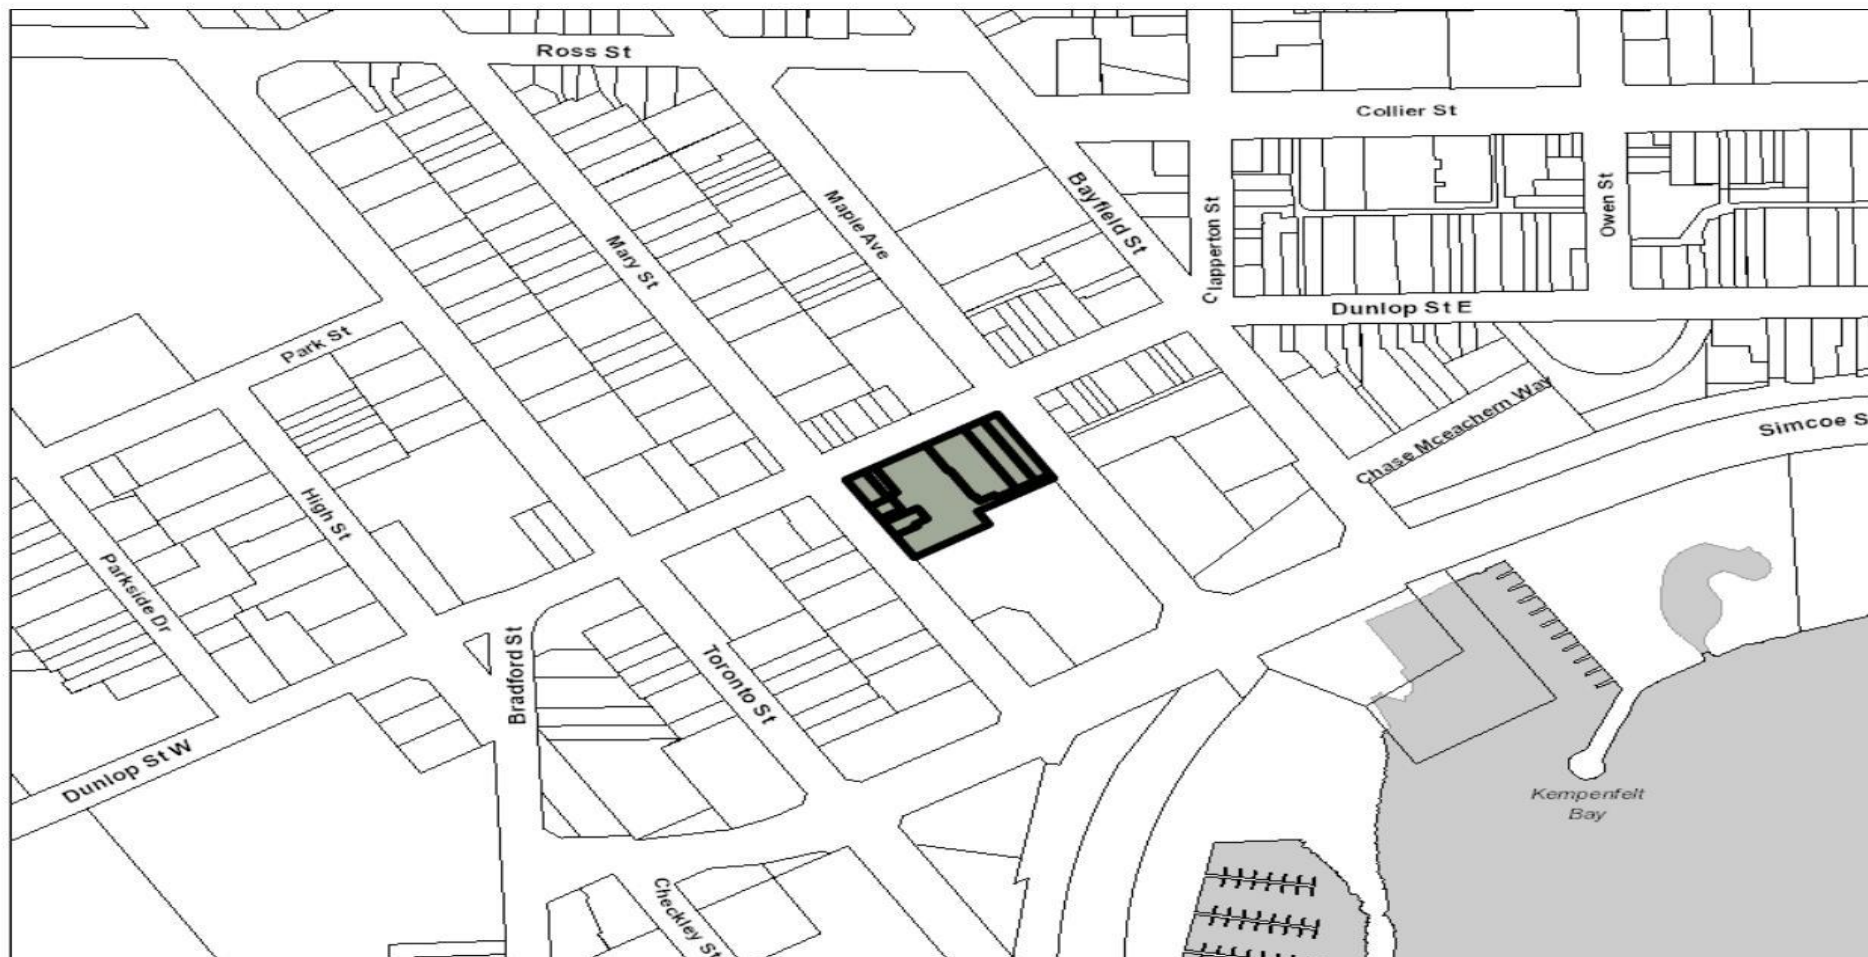 Ross St
Collier St
Bayfield St
Maple Ave
Clapperton St
Owen St
Mary St
Dunlop St E
Park St
Chase Mceachern Way
Simcoe S
High St
Parkside Dr
Bradford St
Toronto St
Dunlop St W
Kempenfelt
Bay
Checkley St